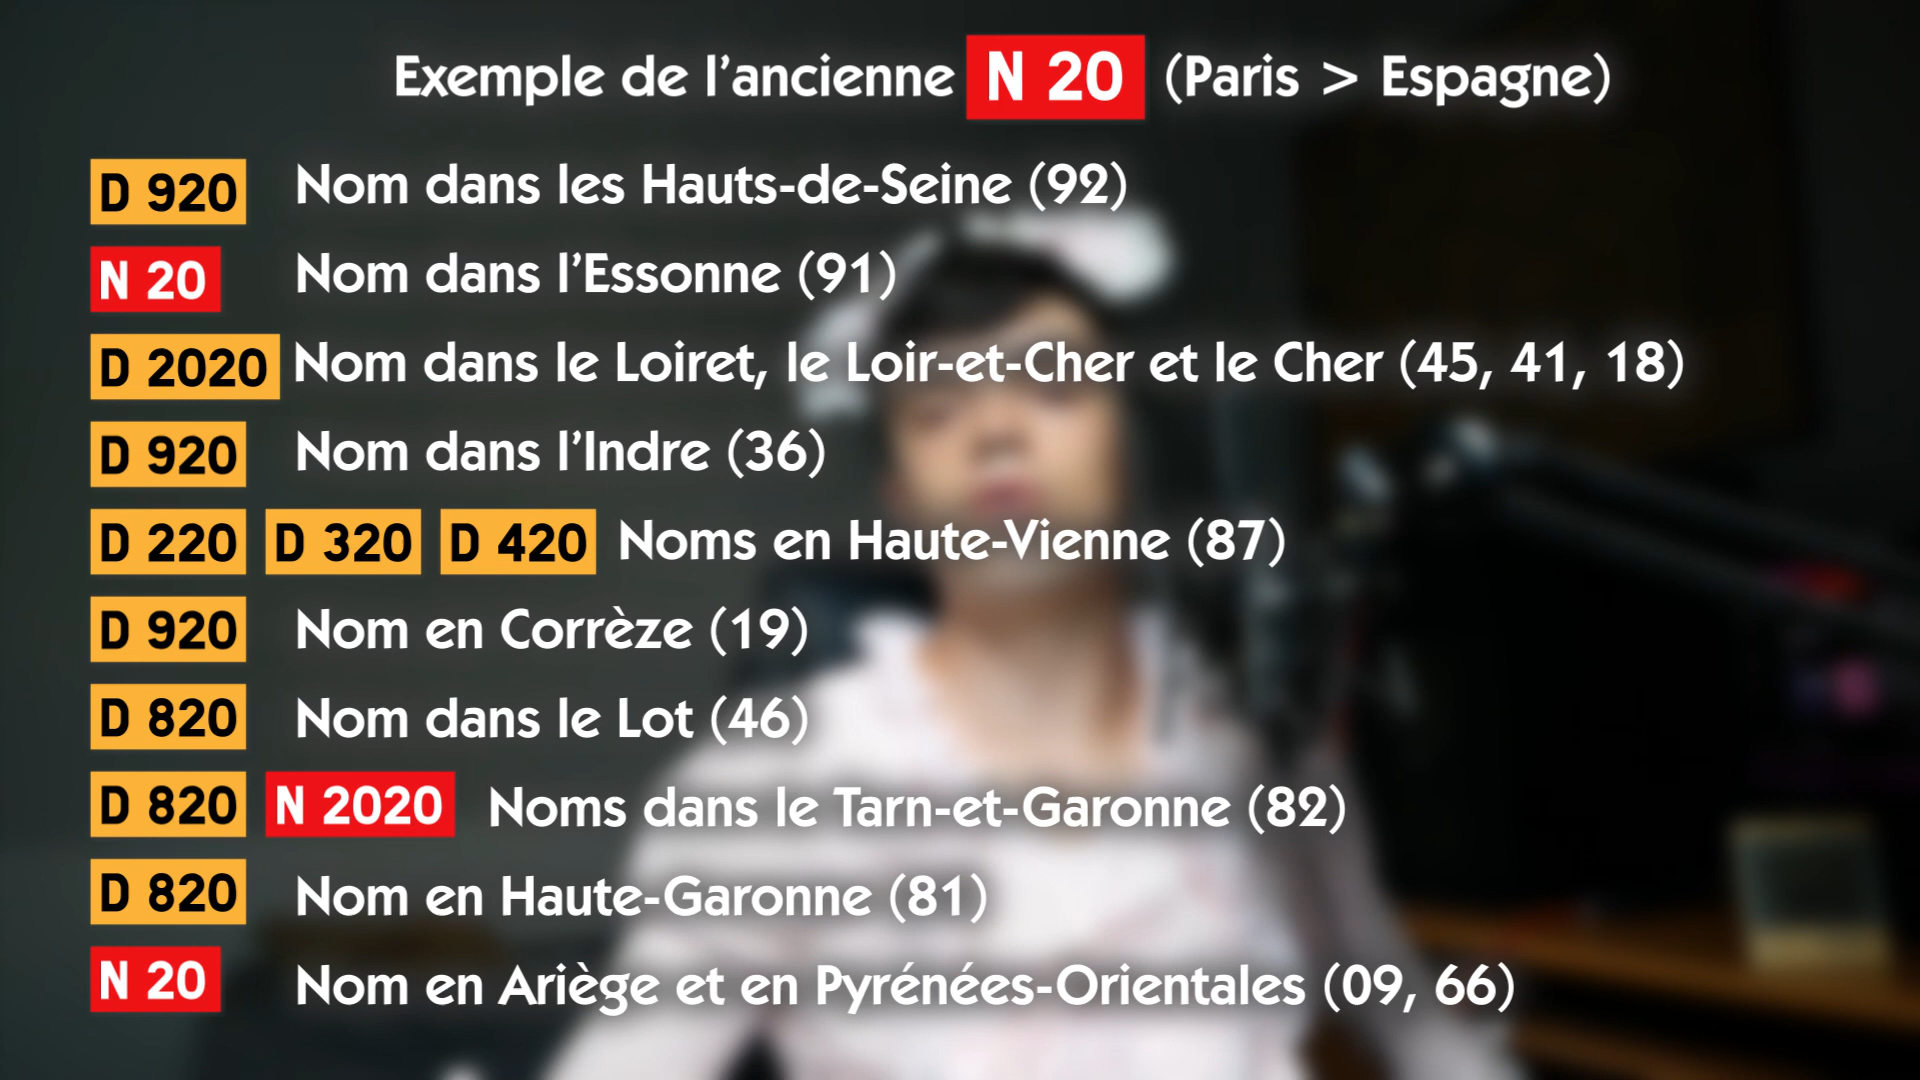 Exemple de l’ancienne N 20 (Paris > Espagne)
D 920 Nom dans les Hauts-de-Seine (92)
N 20 Nom dans l’Essonne (91)
D 2020 Nom dans le Loiret, le Loir-et-Cher et le Cher (45, 41, 18)
D 920 Nom dans l’Indre (36)
D 220 D 320 D 420 Noms en Haute-Vienne (87)
D 920 Nom en Corrèze (19)
D 820 Nom dans le Lot (46)
D 820 N 2020 Noms dans le Tarn-et-Garonne (82)
D 820 Nom en Haute-Garonne (81)
N 20 Nom en Ariège et en Pyrénées-Orientales (09, 66)